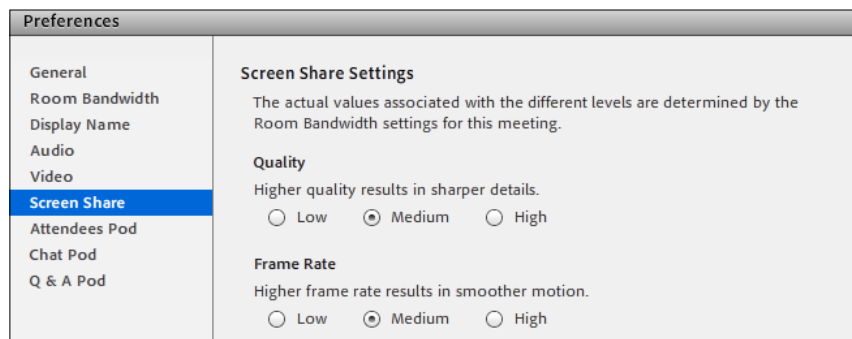 Preferences
General
Room Bandwidth
Display Name
Audio
Video
Screen Share
Attendees Pod
Chat Pod
Q & A Pod
Screen Share Settings
The actual values associated with the different levels are determined by the
Room Bandwidth settings for this meeting.
Quality
Higher quality results in sharper details.
Low Medium High
Frame Rate
Higher frame rate results in smoother motion.
Low Medium High